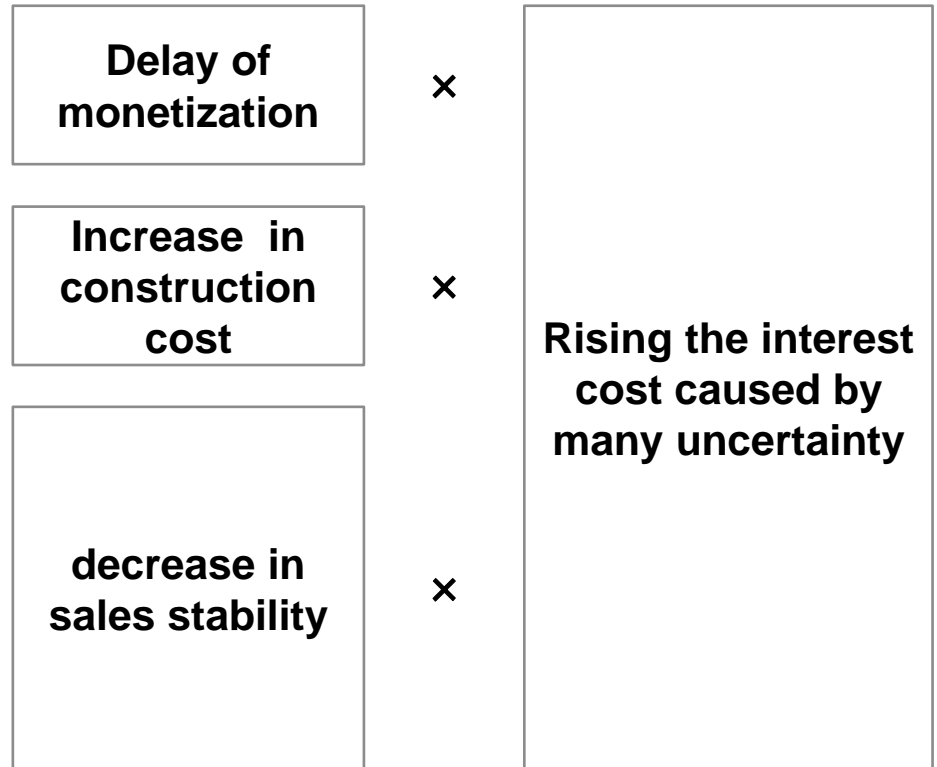 Delay of
monetization
×
Increase  in
construction
cost
×
decrease in
sales stability
×
Rising the interest
cost caused by
many uncertainty